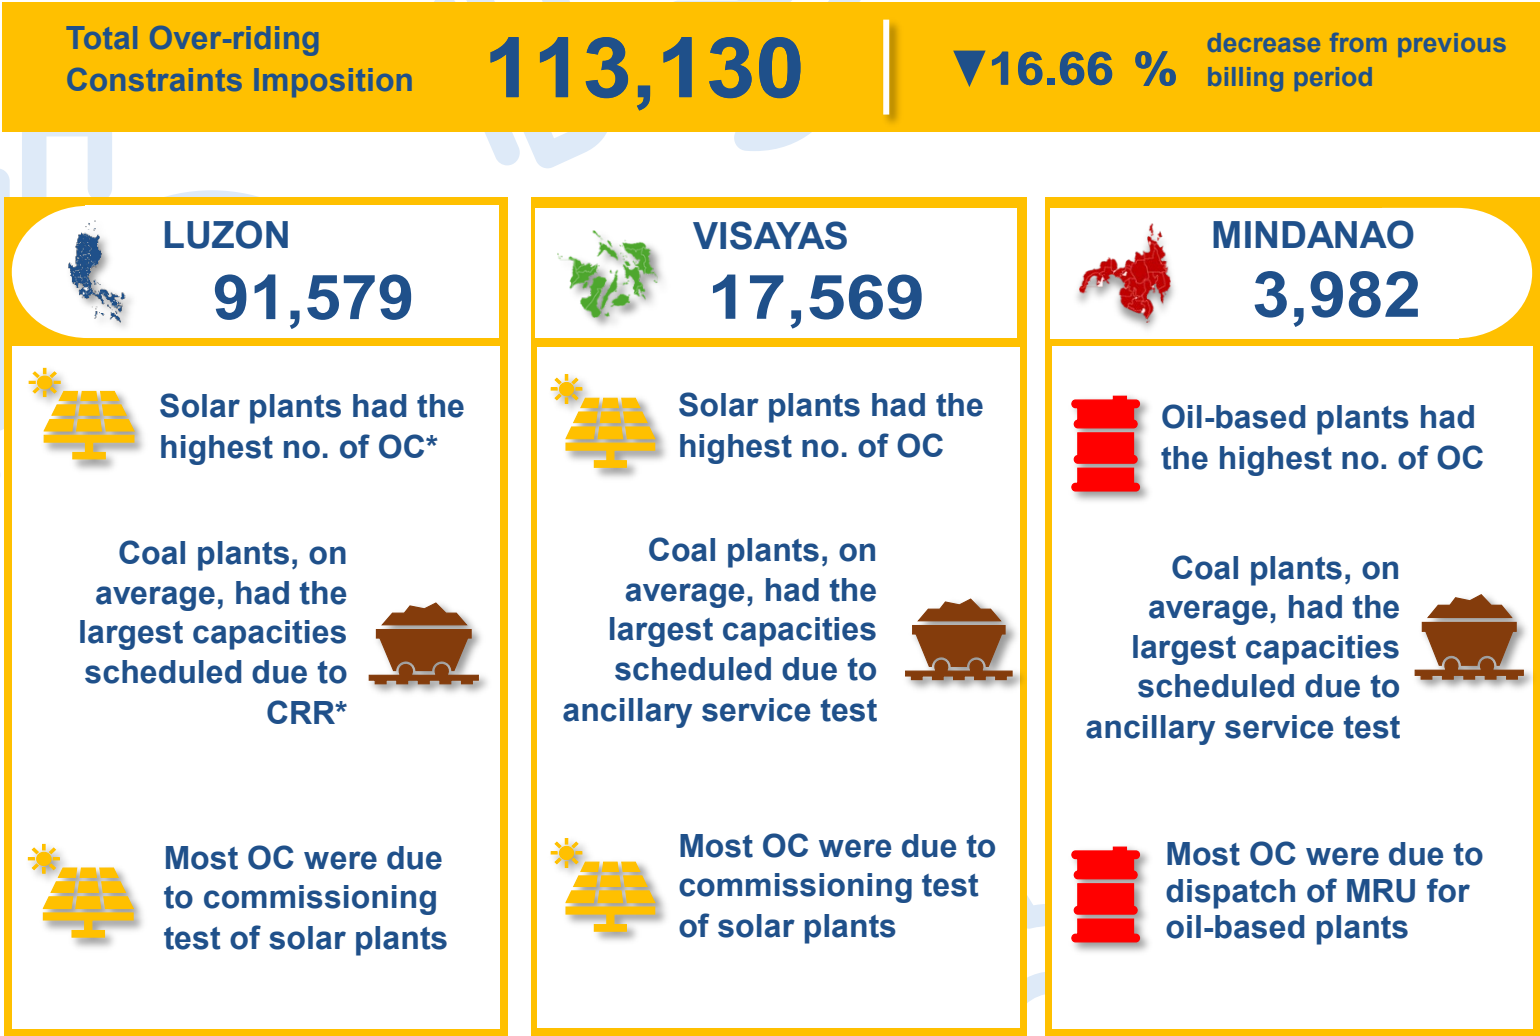 Total Over-riding
Constraints Imposition
113,130
▼16.66 %
decrease from previous
billing period
LUZON
91,579
Solar plants had the
highest no. of OC*
Coal plants, on
average, had the
largest capacities
scheduled due to
CRR*
Most OC were due
to commissioning
test of solar plants
VISAYAS
17,569
Solar plants had the
highest no. of OC
Coal plants, on
average, had the
largest capacities
scheduled due to
ancillary service test
Most OC were due to
commissioning test
of solar plants
MINDANAO
3,982
Oil-based plants had
the highest no. of OC
Coal plants, on
average, had the
largest capacities
scheduled due to
ancillary service test
Most OC were due to
dispatch of MRU for
oil-based plants